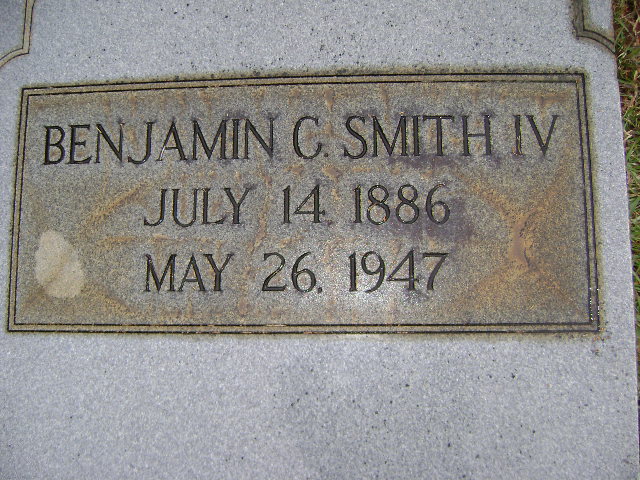 BENJAMIN C. SMITH IV
JULY 14. 1886
MAY 26. 1947